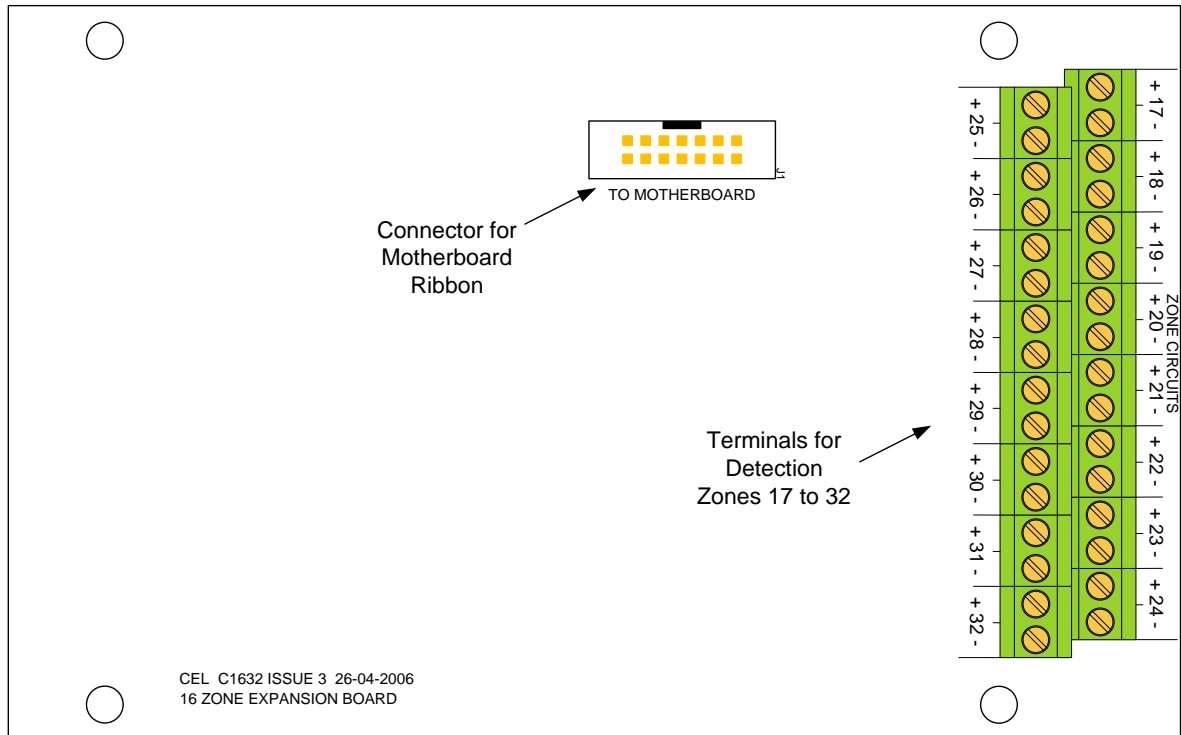 J1
TO MOTHERBOARD
Connector for
Motherboard
Ribbon
Terminals for
Detection
Zones 17 to 32
+ 25 -
+ 26 -
+ 27 -
+ 28 -
+ 29 -
+ 30 -
+ 31 -
+ 32 -
+ 17 -
+ 18 -
+ 19 -
+ 20 -
+ 21 -
+ 22 -
+ 23 -
+ 24 -
ZONE CIRCUITS
CEL C1632 ISSUE 3 26-04-2006
16 ZONE EXPANSION BOARD